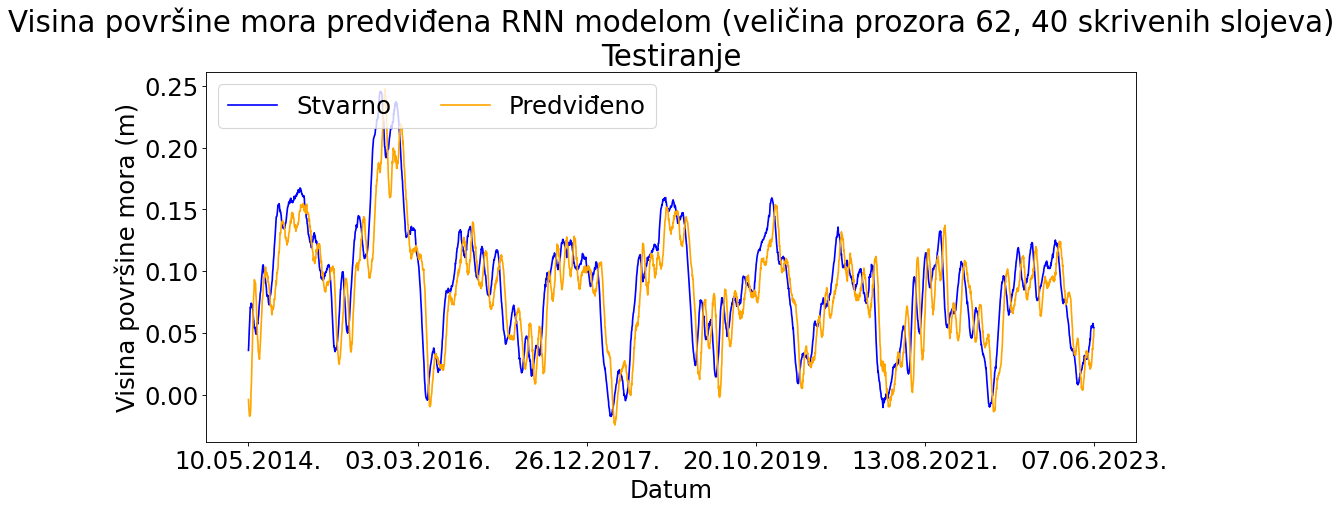 Visina površine mora predviđena RNN modelom (veličina prozora 62, 40 skrivenih slojeva)
Testiranje
Stvarno Predviđeno
Visina površine mora (m)
0.25
0.20
0.15
0.10
0.05
0.00
10.05.2014. 03.03.2016. 26.12.2017. 20.10.2019. 13.08.2021. 07.06.2023.
Datum